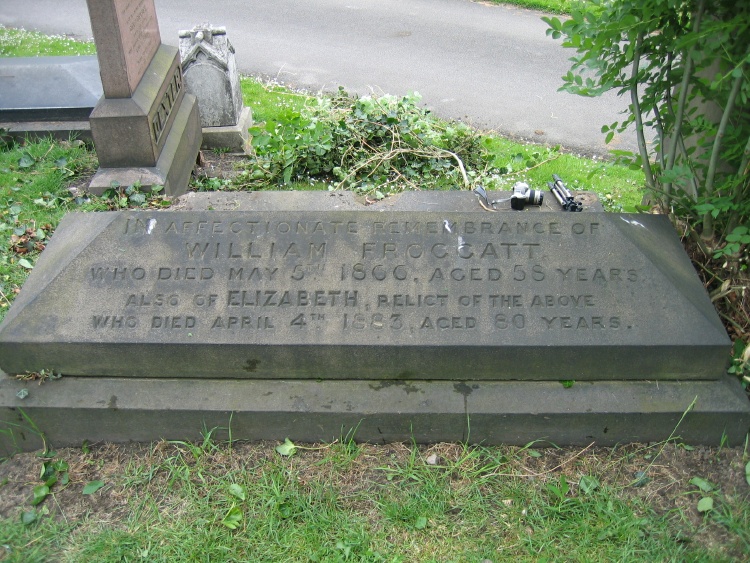 IN AFFECTIONATE REMEMBRANCE OF
WILLIAM FROGGATT.
WHO DIED MAY 5TH 1866, AGED 58 YEARS.
ALSO OF ELIZABETH, RELICT OF THE ABOVE
WHO DIED APRIL 4TH 1883, AGED 80 YEARS.